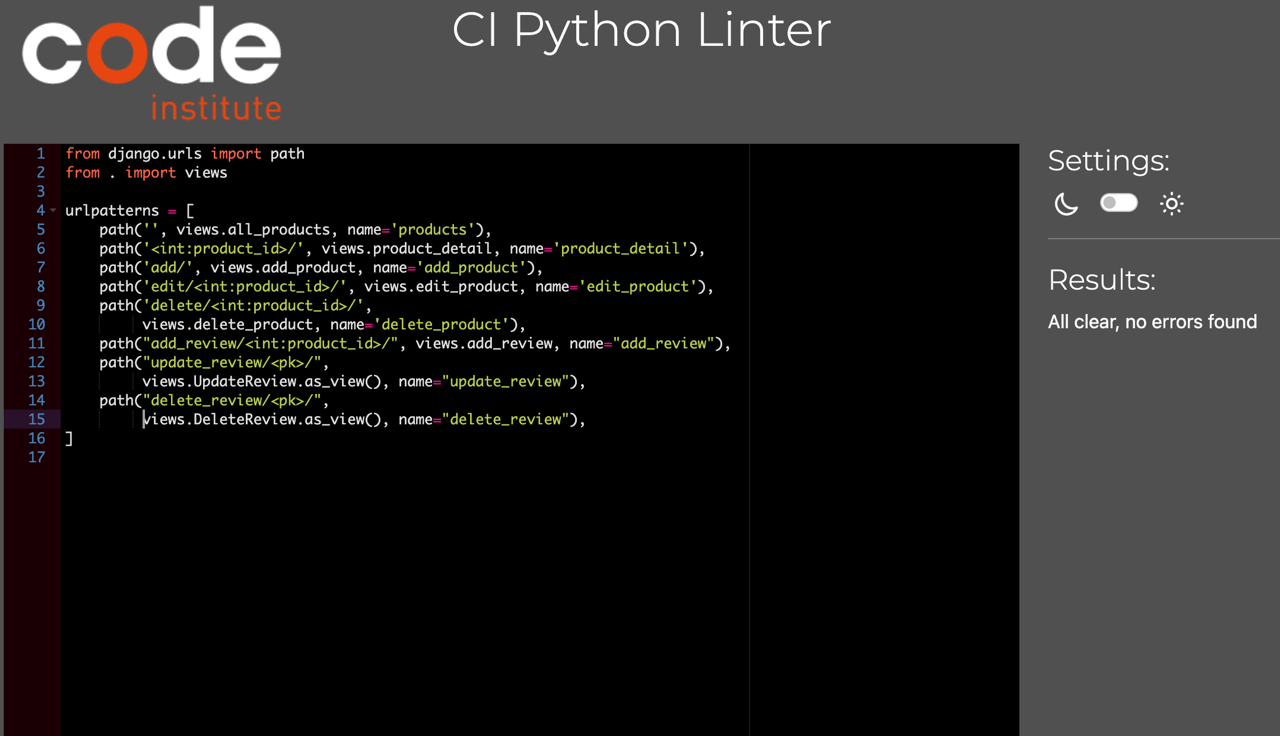 code
institute
CI Python Linter
1 from django.urls import path
2 from . import views
3
4 urlpatterns = [
5     path('', views.all_products, name='products'),
6     path('<int:product_id>/', views.product_detail, name='product_detail'),
7     path('add/', views.add_product, name='add_product'),
8     path('edit/<int:product_id>/', views.edit_product, name='edit_product'),
9     path('delete/<int:product_id>/',
10          views.delete_product, name='delete_product'),
11     path("add_review/<int:product_id>/", views.add_review, name="add_review"),
12     path("update_review/<pk>/",
13          views.UpdateReview.as_view(), name="update_review"),
14     path("delete_review/<pk>/",
15          views.DeleteReview.as_view(), name="delete_review"),
16 ]
17
Settings:
Results:
All clear, no errors found